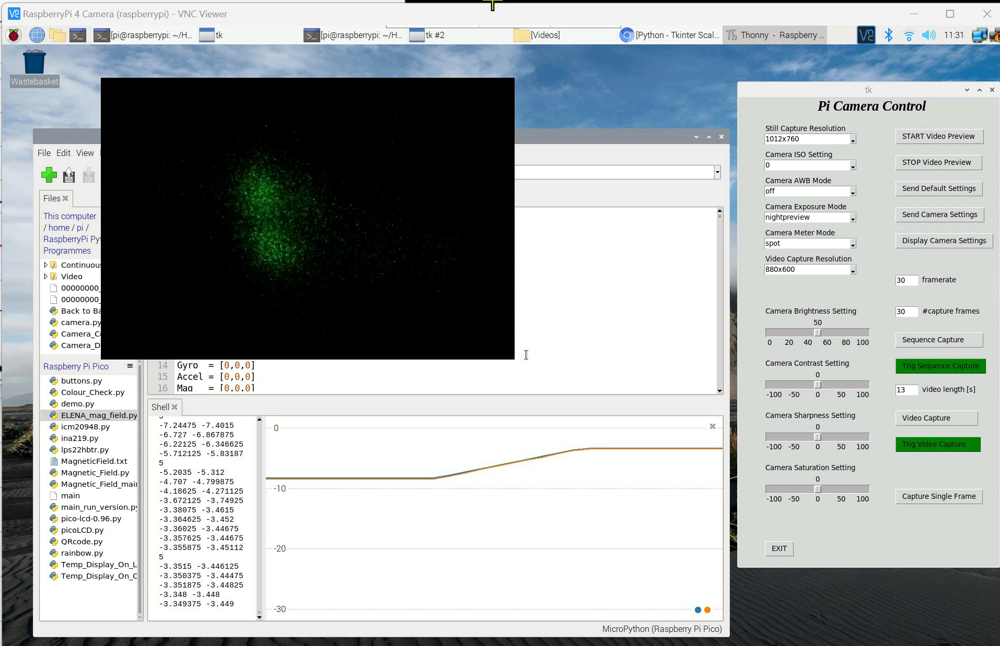 RaspberryPi 4 Camera (raspberrypi) - VNC Viewer
[pi@raspberrypi: ~/H...
tk
[pi@raspberrypi: ~/H...
tk #2
[Videos]
[Python - Tkinter Scal...
Thonny - Raspberry ...
11:31
Wastebasket
File Edit View
Files
This computer
/ home / pi /
RaspberryPi Py
Programmes
Continuou
Video
00000000_
00000000_
Back to Ba
camera.py
Camera_C
Camera_D
Raspberry Pi Pico
buttons.py
Colour_Check.py
demo.py
ELENA_mag_field.py
icm20948.py
ina219.py
lps22hbtr.py
MagneticField.txt
Magnetic_Field.py
Magnetic_Field_mai
main
main_run_version.py
pico-lcd-0.96.py
picoLCD.py
QRcode.py
rainbow.py
Temp_Display_On_L
Temp_Display_On_C
14 Gyro = [0,0,0]
15 Accel = [0,0,0]
16 Mag = [0,0,0]
Shell
-7.24475 -7.4015
-6.727 -6.867875
-6.22125 -6.346625
-5.712125 -5.83187
5
-5.2035 -5.312
-4.707 -4.799875
-4.18625 -4.271125
-3.672125 -3.74925
-3.38075 -3.4615
-3.364625 -3.452
-3.36025 -3.44675
-3.357625 -3.44675
-3.355875 -3.45112
5
-3.3515 -3.446125
-3.350375 -3.44475
-3.351875 -3.44825
-3.348 -3.448
-3.349375 -3.449
0
-10
-20
-30
MicroPython (Raspberry Pi Pico)
tk
Pi Camera Control
Still Capture Resolution
1012x760
Camera ISO Setting
0
Camera AWB Mode
off
Camera Exposure Mode
nightpreview
Camera Meter Mode
spot
Video Capture Resolution
880x600
Camera Brightness Setting
50
0 20 40 60 80 100
Camera Contrast Setting
0
-100 -50 0 50 100
Camera Sharpness Setting
0
-100 -50 0 50 100
Camera Saturation Setting
0
-100 -50 0 50 100
EXIT
START Video Preview
STOP Video Preview
Send Default Settings
Send Camera Settings
Display Camera Settings
30 framerate
30 #capture frames
Sequence Capture
Trig Sequence Capture
13 video length [s]
Video Capture
Trig Video Capture
Capture Single Frame